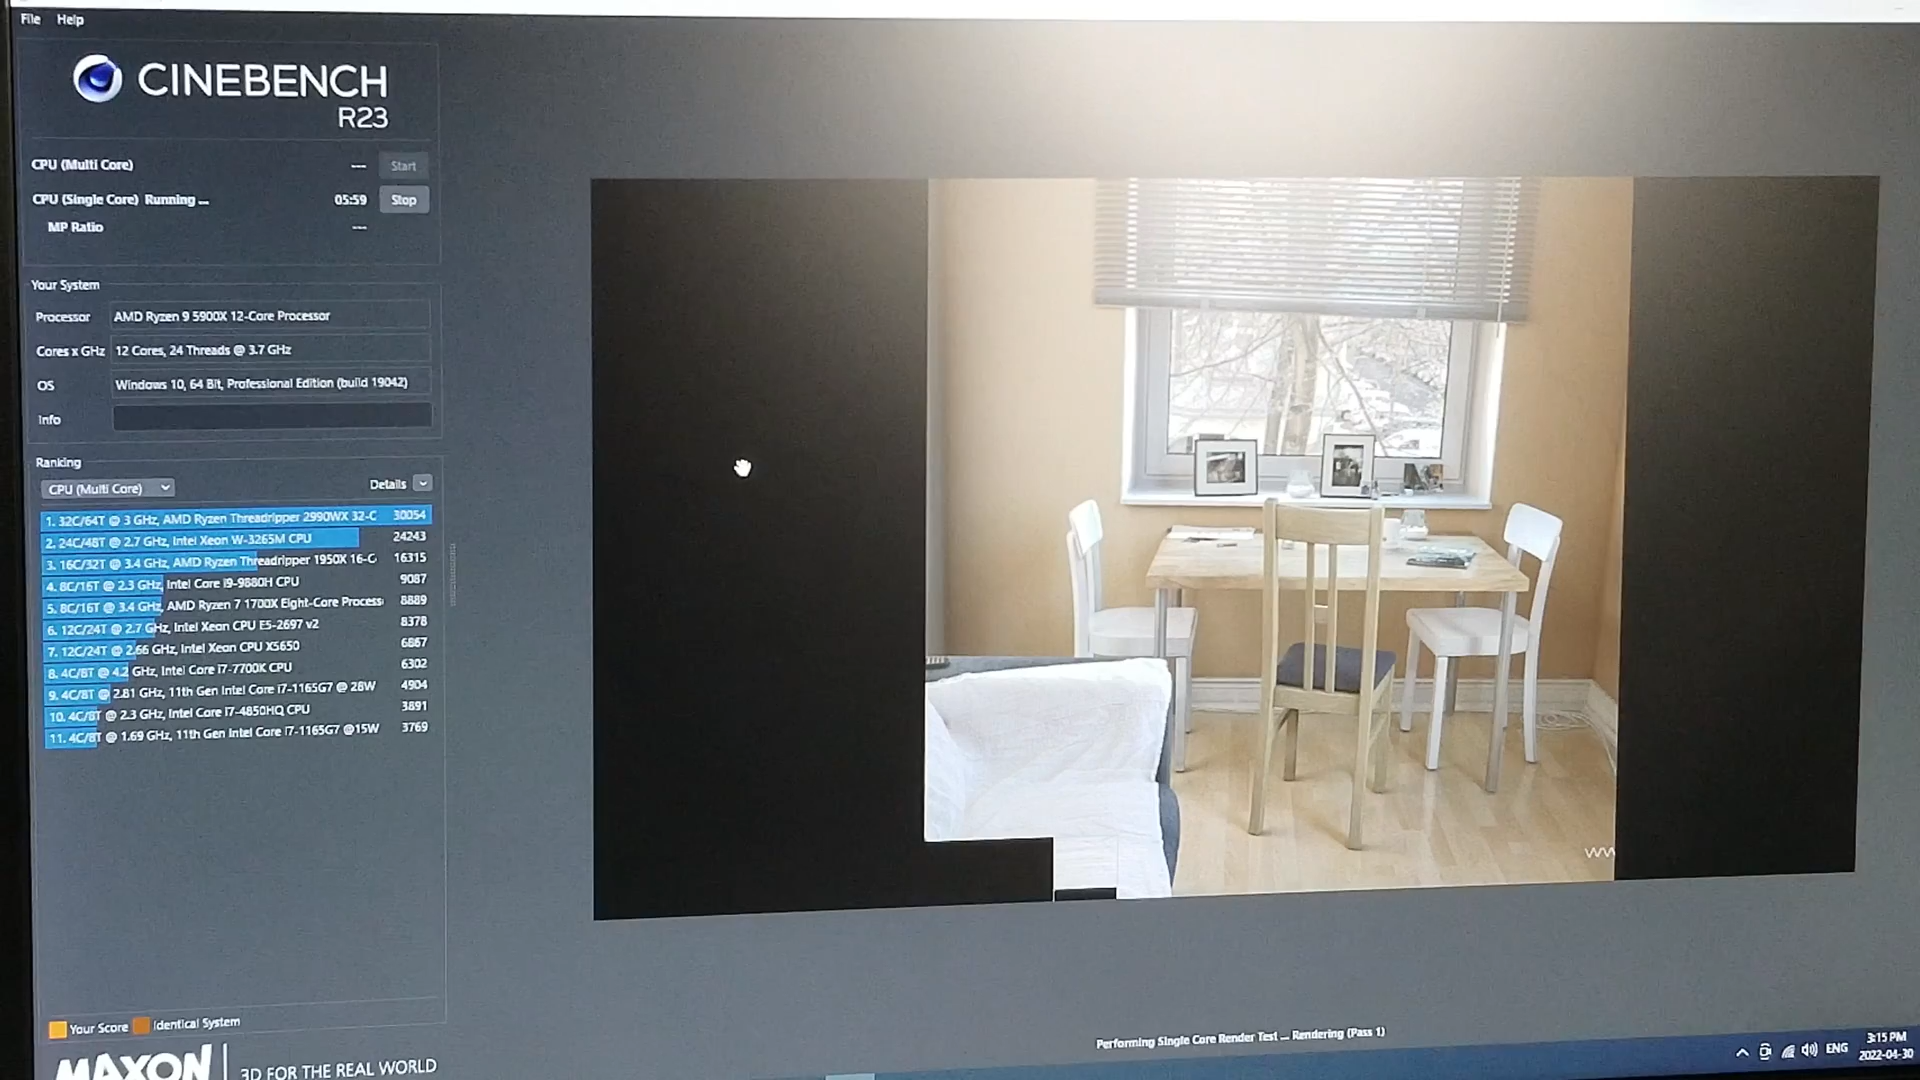 File Help
CINEBENCH
R23
CPU (Multi Core) --- Start
CPU (Single Core) Running ... 05:59 Stop
MP Ratio ---
Your System
Processor AMD Ryzen 9 5900X 12-Core Processor
Cores x GHz 12 Cores, 24 Threads @ 3.7 GHz
OS Windows 10, 64 Bit, Professional Edition (build 19042)
Info
Ranking
CPU (Multi Core) Details
1. 32C/64T @ 3 GHz, AMD Ryzen Threadripper 2990WX 32-C 30054
2. 24C/48T @ 2.7 GHz, Intel Xeon W-3265M CPU 24243
3. 16C/32T @ 3.4 GHz, AMD Ryzen Threadripper 1950X 16-C 16315
4. 8C/16T @ 2.3 GHz, Intel Core i9-9880H CPU 9087
5. 8C/16T @ 3.4 GHz, AMD Ryzen 7 1700X Eight-Core Process 8889
6. 12C/24T @ 2.7 GHz, Intel Xeon CPU E5-2697 v2 8378
7. 12C/24T @ 2.66 GHz, Intel Xeon CPU X5650 6867
8. 4C/8T @ 4.2 GHz, Intel Core i7-7700K CPU 6302
9. 4C/8T @ 2.81 GHz, 11th Gen Intel Core i7-1165G7 @ 28W 4904
10. 4C/8T @ 2.3 GHz, Intel Core i7-4850HQ CPU 3891
11. 4C/8T @ 1.69 GHz, 11th Gen Intel Core i7-1165G7 @15W 3769
Your Score Identical System
MAXON 3D FOR THE REAL WORLD
Performing Single Core Render Test ... Rendering (Pass 1)
ENG 3:15 PM
2022-04-30